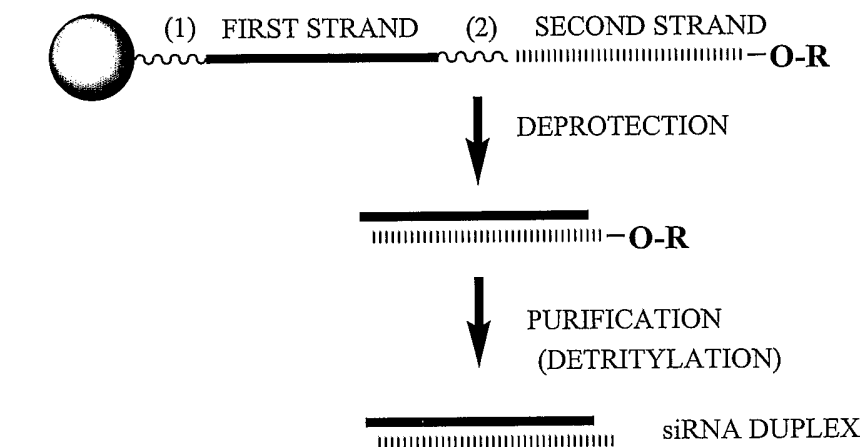 (1) FIRST STRAND (2) SECOND STRAND
O-R
DEPROTECTION
O-R
PURIFICATION
(DETRITYLATION)
siRNA DUPLEX